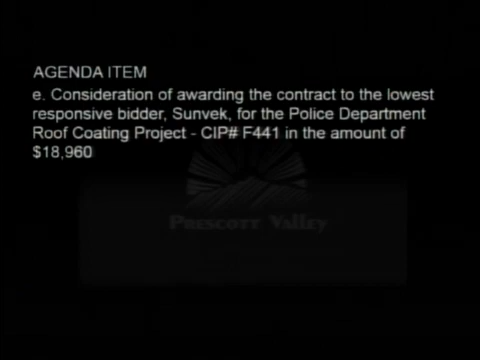 AGENDA ITEM
e. Consideration of awarding the contract to the lowest
responsive bidder, Sunvek, for the Police Department
Roof Coating Project - CIP# F441 in the amount of
$18,960
Prescott Valley